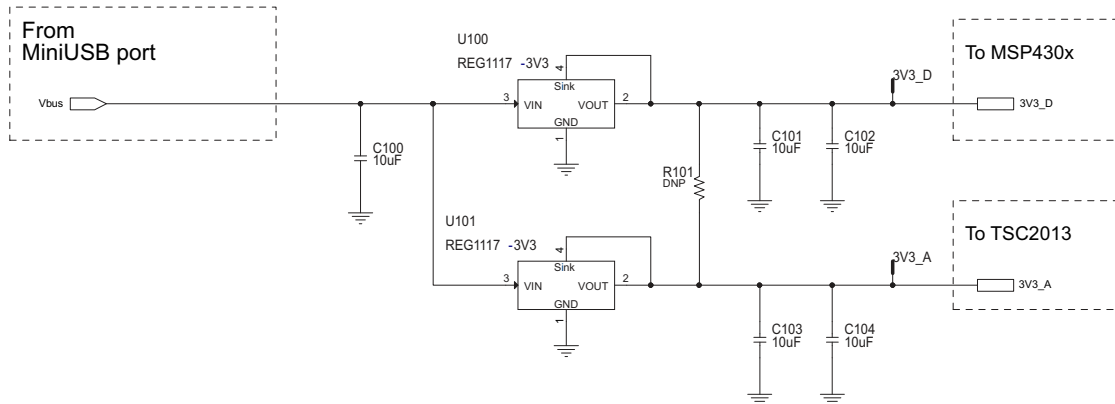 From
MiniUSB port
Vbus
C100
10uF
U100
REG1117 -3V3
4
Sink
3
VIN
VOUT
2
GND
1
R101
DNP
C101
10uF
C102
10uF
3V3_D
To MSP430x
3V3_D
U101
REG1117 -3V3
4
Sink
3
VIN
VOUT
2
GND
1
C103
10uF
C104
10uF
3V3_A
To TSC2013
3V3_A